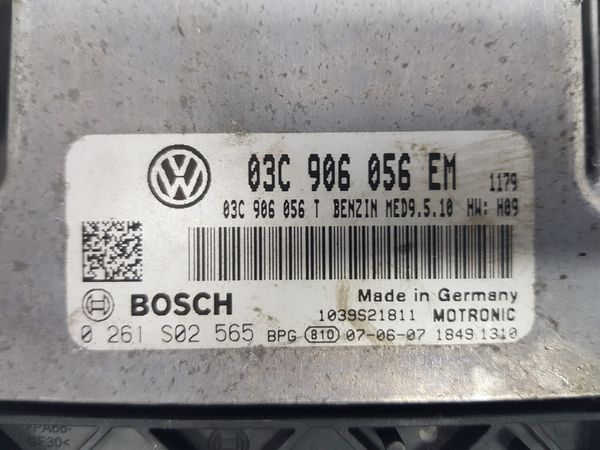 03C 906 056 EM 1179
03C 906 056 T BENZIN MED9.5.10 HW: H09
BOSCH
Made in Germany
1039S21811 MOTRONIC
0 261 S02 565 BPG 810 07-06-07 1849 1310